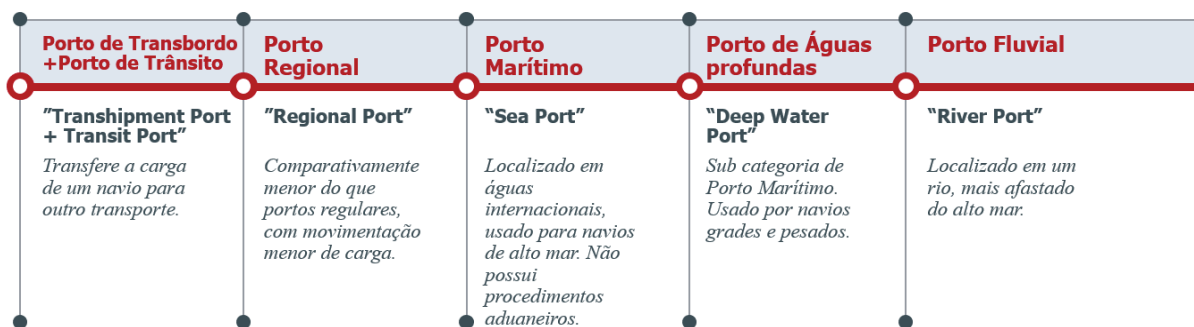 Porto de Transbordo
+Porto de Trânsito
”Transhipment Port
+ Transit Port”
Transfere a carga
de um navio para
outro transporte.
Porto
Regional
”Regional Port”
Comparativamente
menor do que
portos regulares,
com movimentação
menor de carga.
Porto
Marítimo
“Sea Port”
Localizado em
águas
internacionais,
usado para navios
de alto mar. Não
possui
procedimentos
aduaneiros.
Porto de Águas
profundas
“Deep Water
Port”
Sub categoria de
Porto Marítimo.
Usado por navios
grades e pesados.
Porto Fluvial
“River Port”
Localizado em um
rio, mais afastado
do alto mar.